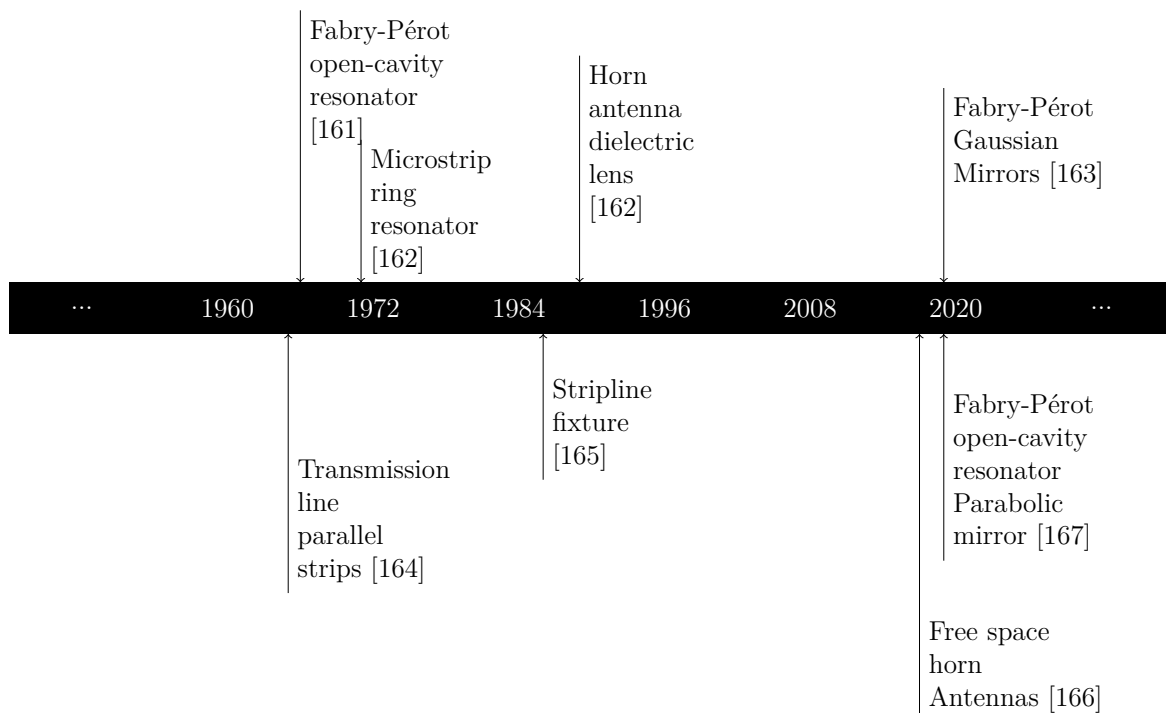 Fabry-Pérot
open-cavity
resonator
[161]
Microstrip
ring
resonator
[162]
Horn
antenna
dielectric
lens
[162]
Fabry-Pérot
Gaussian
Mirrors [163]
... 1960 1972 1984 1996 2008 2020 ...
Transmission
line
parallel
strips [164]
Stripline
fixture
[165]
Fabry-Pérot
open-cavity
resonator
Parabolic
mirror [167]
Free space
horn
Antennas [166]